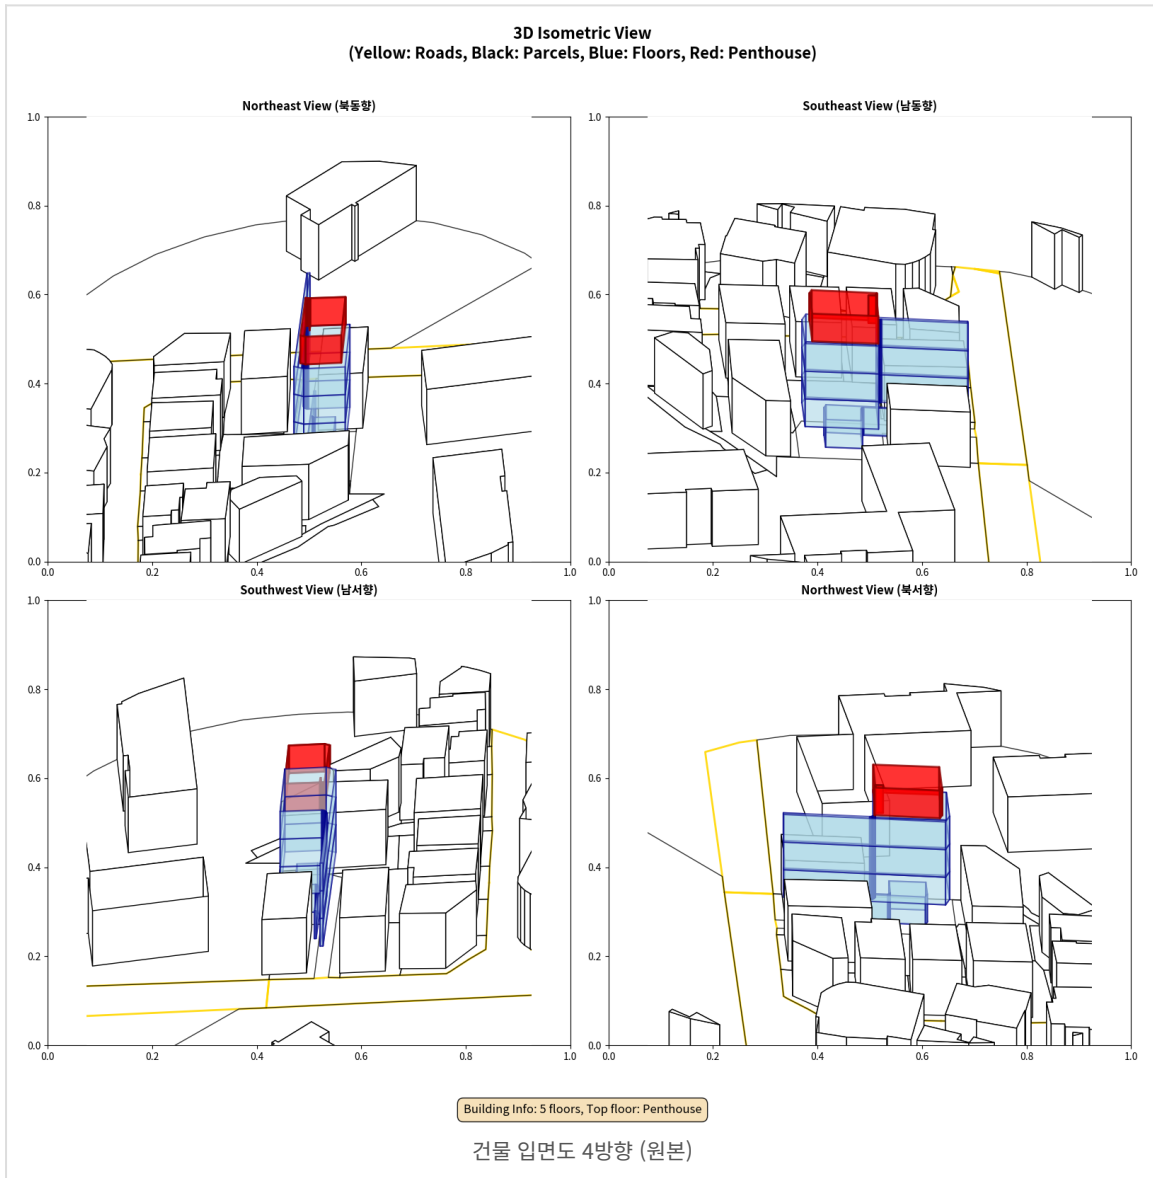 3D Isometric View
(Yellow: Roads, Black: Parcels, Blue: Floors, Red: Penthouse)
Northeast View (북동향)
1.0
0.8
0.6
0.4
0.2
0.0
0.0 0.2 0.4 0.6 0.8 1.0
Southeast View (남동향)
1.0
0.8
0.6
0.4
0.2
0.0
0.0 0.2 0.4 0.6 0.8 1.0
Southwest View (남서향)
1.0
0.8
0.6
0.4
0.2
0.0
0.0 0.2 0.4 0.6 0.8 1.0
Northwest View (북서향)
1.0
0.8
0.6
0.4
0.2
0.0
0.0 0.2 0.4 0.6 0.8 1.0
Building Info: 5 floors, Top floor: Penthouse
건물 입면도 4방향 (원본)